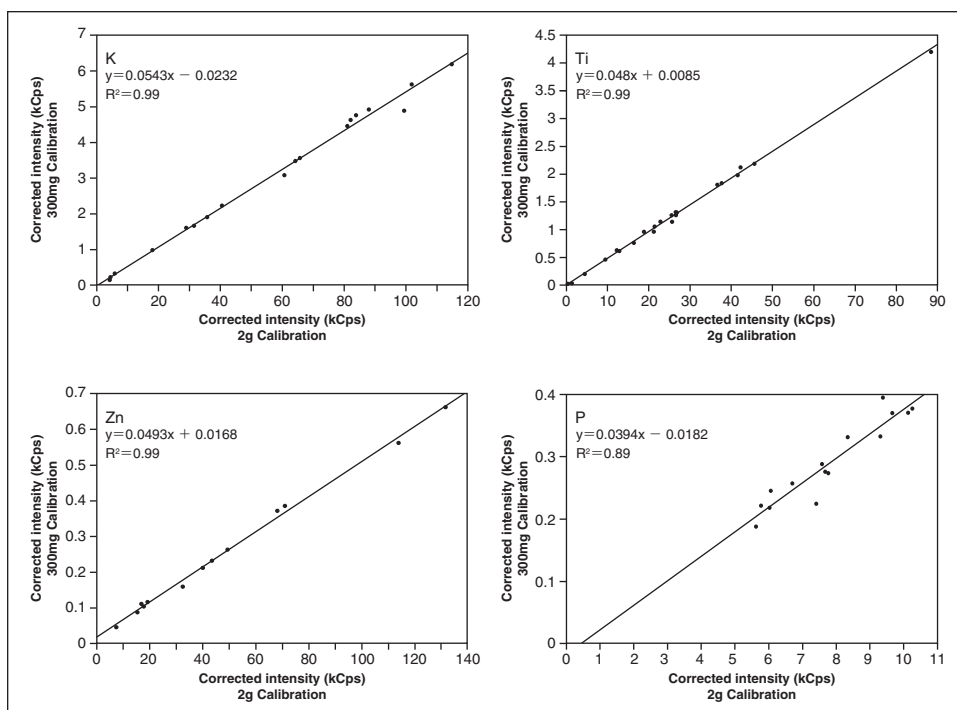 7
6
5
4
3
2
1
0
K
y=0.0543x − 0.0232
R²=0.99
0 20 40 60 80 100 120
Corrected intensity (kCps)
2g Calibration
Corrected intensity (kCps)
300mg Calibration
4.5
4
3.5
3
2.5
2
1.5
1
0.5
0
Ti
y=0.048x + 0.0085
R²=0.99
0 10 20 30 40 50 60 70 80 90
Corrected intensity (kCps)
2g Calibration
Corrected intensity (kCps)
300mg Calibration
0.7
0.6
0.5
0.4
0.3
0.2
0.1
0
Zn
y=0.0493x + 0.0168
R²=0.99
0 20 40 60 80 100 120 140
Corrected intensity (kCps)
2g Calibration
Corrected intensity (kCps)
300mg Calibration
0.4
0.3
0.2
0.1
0
P
y=0.0394x − 0.0182
R²=0.89
0 1 2 3 4 5 6 7 8 9 10 11
Corrected intensity (kCps)
2g Calibration
Corrected intensity (kCps)
300mg Calibration